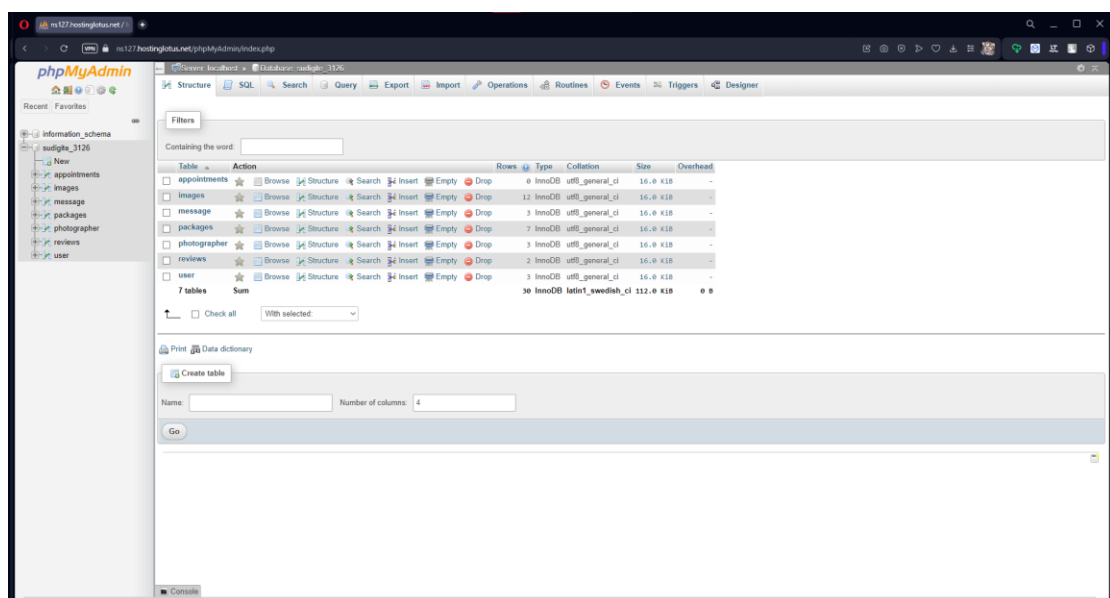 ns127.hostinglotus.net /
VPN ns127.hostinglotus.net/phpMyAdmin/index.php
phpMyAdmin
Recent Favorites
information_schema
sudigite_3126
New
appointments
images
message
packages
photographer
reviews
user
Server: localhost » Database: sudigite_3126
Structure SQL Search Query Export Import Operations Routines Events Triggers Designer
Filters
Containing the word:
Table Action Rows Type Collation Size Overhead
appointments Browse Structure Search Insert Empty Drop 0 InnoDB utf8_general_ci 16.0 KiB -
images Browse Structure Search Insert Empty Drop 12 InnoDB utf8_general_ci 16.0 KiB -
message Browse Structure Search Insert Empty Drop 3 InnoDB utf8_general_ci 16.0 KiB -
packages Browse Structure Search Insert Empty Drop 7 InnoDB utf8_general_ci 16.0 KiB -
photographer Browse Structure Search Insert Empty Drop 3 InnoDB utf8_general_ci 16.0 KiB -
reviews Browse Structure Search Insert Empty Drop 2 InnoDB utf8_general_ci 16.0 KiB -
user Browse Structure Search Insert Empty Drop 3 InnoDB utf8_general_ci 16.0 KiB -
7 tables Sum 30 InnoDB latin1_swedish_ci 112.0 KiB 0 B
Check all With selected:
Print Data dictionary
Create table
Name: Number of columns: 4
Go
Console